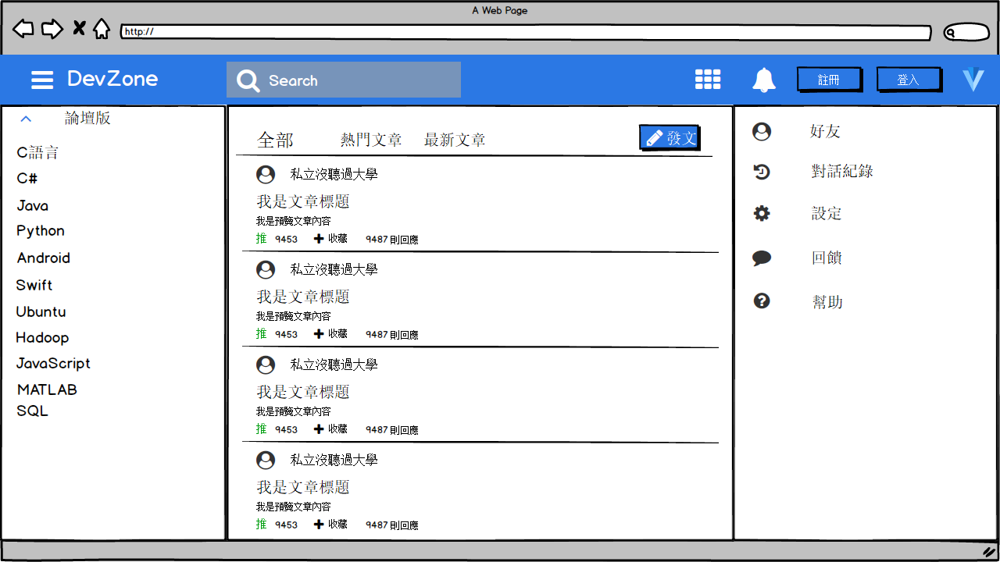 A Web Page
http://
DevZone
Search
註冊
登入
論壇版
C語言
C#
Java
Python
Android
Swift
Ubuntu
Hadoop
JavaScript
MATLAB
SQL
全部 熱門文章 最新文章 發文
私立沒聽過大學
我是文章標題
我是預覽文章內容
推 9453 收藏 9487 則回應
私立沒聽過大學
我是文章標題
我是預覽文章內容
推 9453 收藏 9487 則回應
私立沒聽過大學
我是文章標題
我是預覽文章內容
推 9453 收藏 9487 則回應
私立沒聽過大學
我是文章標題
我是預覽文章內容
推 9453 收藏 9487 則回應
好友
對話紀錄
設定
回饋
幫助